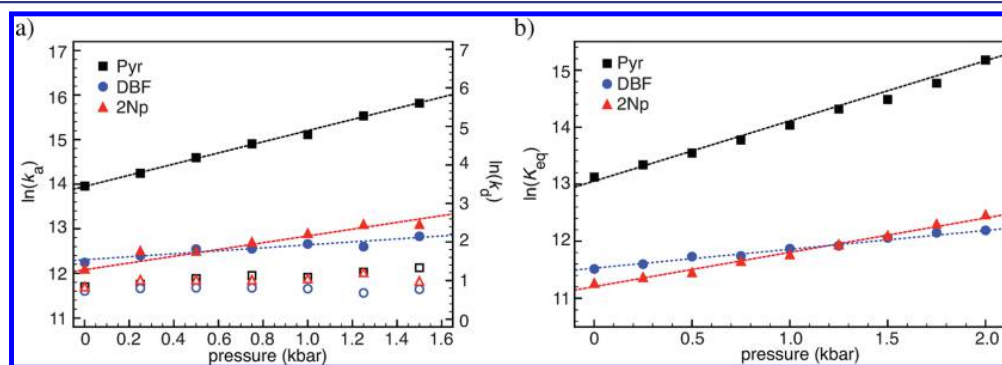 a)
17
16
15
14
13
12
11
ln(kₐ)
Pyr
DBF
2Np
7
6
5
4
3
2
1
0
ln(k_d)
0 0.2 0.4 0.6 0.8 1.0 1.2 1.4 1.6
pressure (kbar)
b)
15
14
13
12
11
ln(K_eq)
Pyr
DBF
2Np
0 0.5 1.0 1.5 2.0
pressure (kbar)